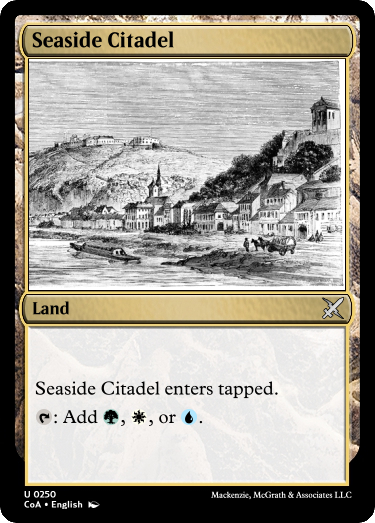 Seaside Citadel
Land
Seaside Citadel enters tapped.
: Add , , or .
U 0250
CoA • English
Mackenzie, McGrath & Associates LLC